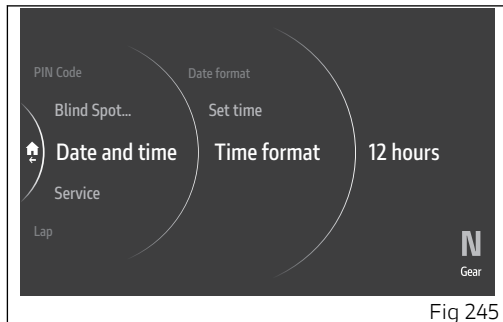 PIN Code
Blind Spot...
Date and time
Service
Lap
Date format
Set time
Time format
12 hours
N
Gear
Fig 245